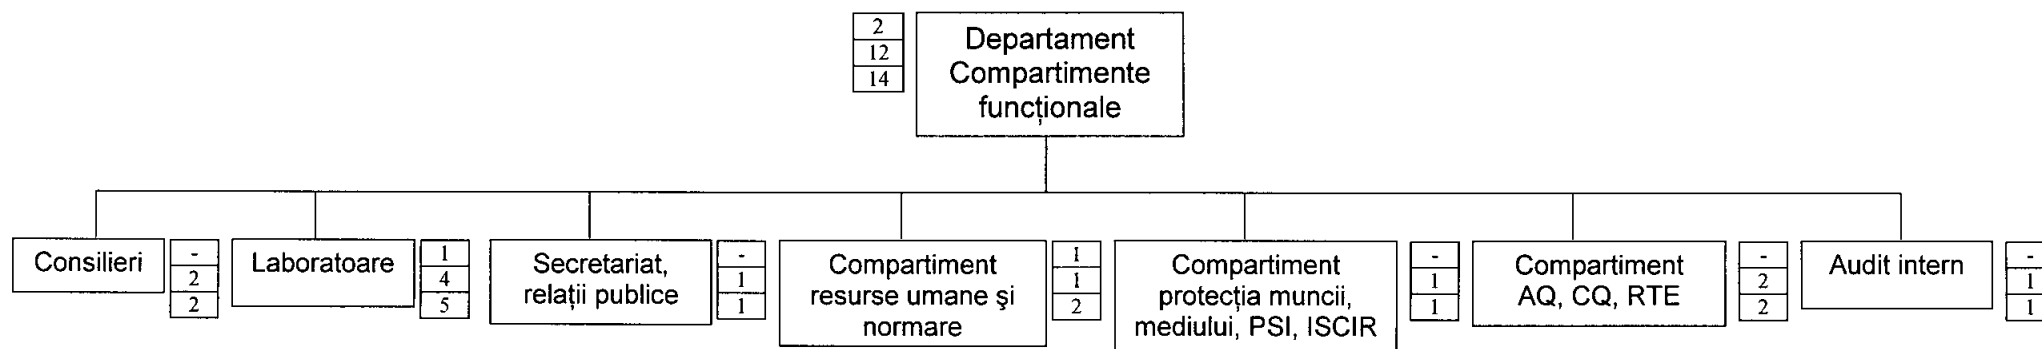 2
12
14
Departament
Compartimente
funcționale
Consilieri
-
2
2
Laboratoare
1
4
5
Secretariat,
relații publice
-
1
1
Compartiment
resurse umane și
normare
1
1
2
Compartiment
protecția muncii,
mediului, PSI, ISCIR
-
1
1
Compartiment
AQ, CQ, RTE
-
2
2
Audit intern
-
1
1